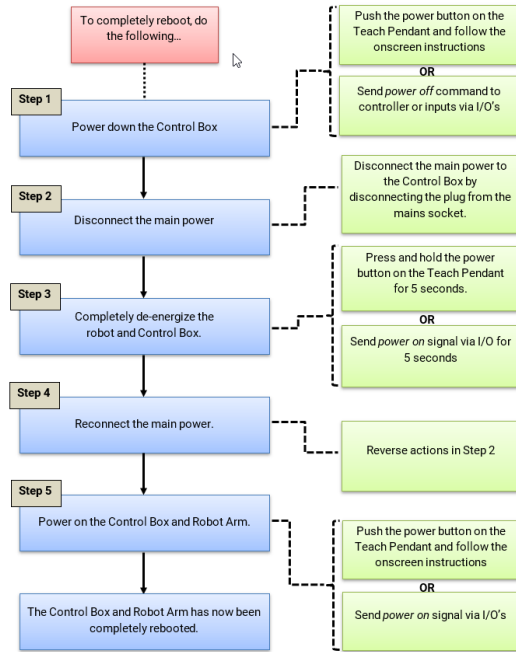 To completely reboot, do
the following...
Push the power button on the
Teach Pendant and follow the
onscreen instructions
OR
Send power off command to
controller or inputs via I/O's
Step 1
Power down the Control Box
Step 2
Disconnect the main power
Disconnect the main power to
the Control Box by
disconnecting the plug from the
mains socket.
Step 3
Completely de-energize the
robot and Control Box.
Press and hold the power
button on the Teach Pendant
for 5 seconds.
OR
Send power on signal via I/O for
5 seconds
Step 4
Reconnect the main power.
Reverse actions in Step 2
Step 5
Power on the Control Box and Robot Arm.
Push the power button on the
Teach Pendant and follow the
onscreen instructions
OR
Send power on signal via I/O's
The Control Box and Robot Arm has now been
completely rebooted.